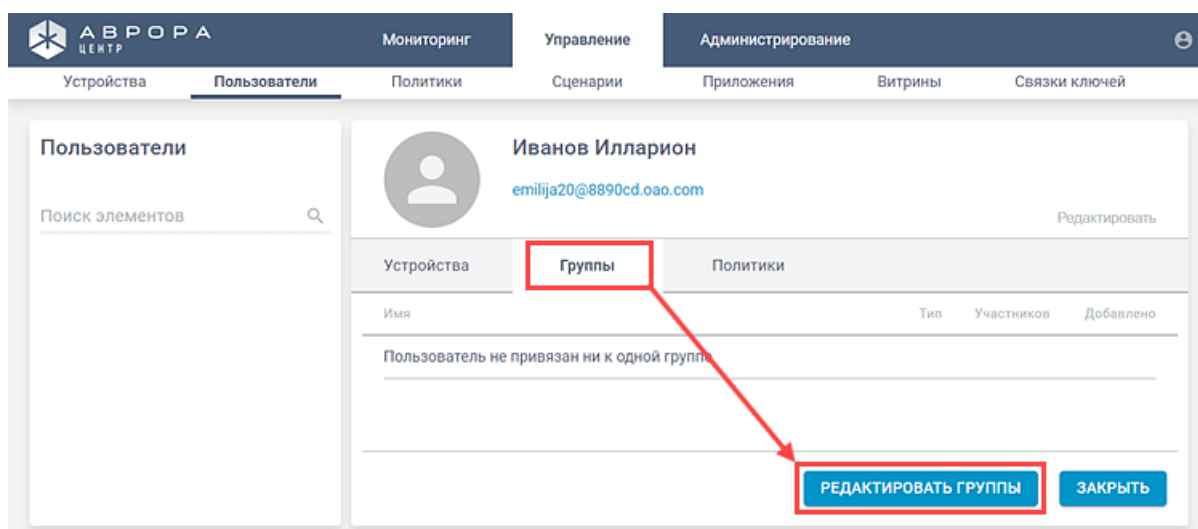 АВРОРА
ЦЕНТР
Мониторинг Управление Администрирование
Устройства Пользователи Политики Сценарии Приложения Витрины Связки ключей
Пользователи
Поиск элементов
Иванов Илларион
emilija20@8890cd.oao.com
Редактировать
Устройства Группы Политики
Имя Тип Участников Добавлено
Пользователь не привязан ни к одной группе
РЕДАКТИРОВАТЬ ГРУППЫ ЗАКРЫТЬ